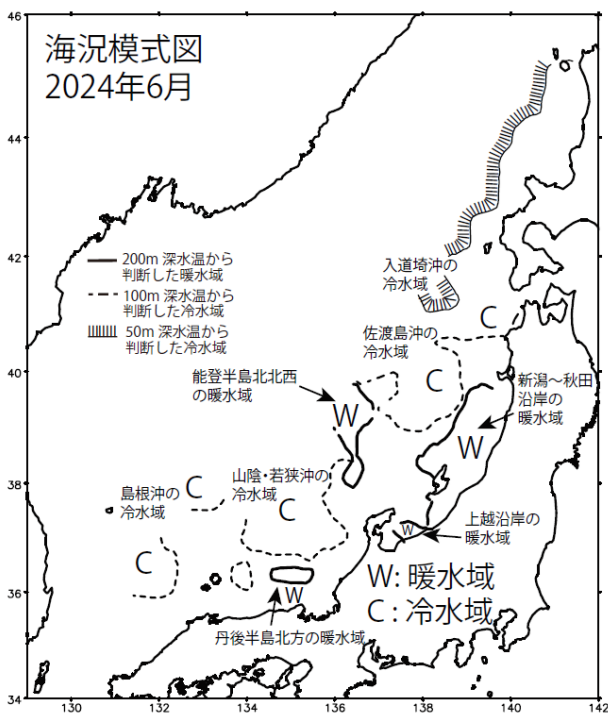 海況模式図
2024年6月
200m 深水温から
判断した暖水域
100m 深水温から
判断した冷水域
50m 深水温から
判断した冷水域
入道埼沖の
冷水域
C
佐渡島沖の
冷水域
C
能登半島北北西
の暖水域
W
新潟～秋田
沿岸の
暖水域
W
山陰・若狭沖の
冷水域
C
島根沖の
冷水域
C
C
上越沿岸の
暖水域
W
W
丹後半島北方の暖水域
W: 暖水域
C : 冷水域
46
44
42
40
38
36
34
130
132
134
136
138
140
142